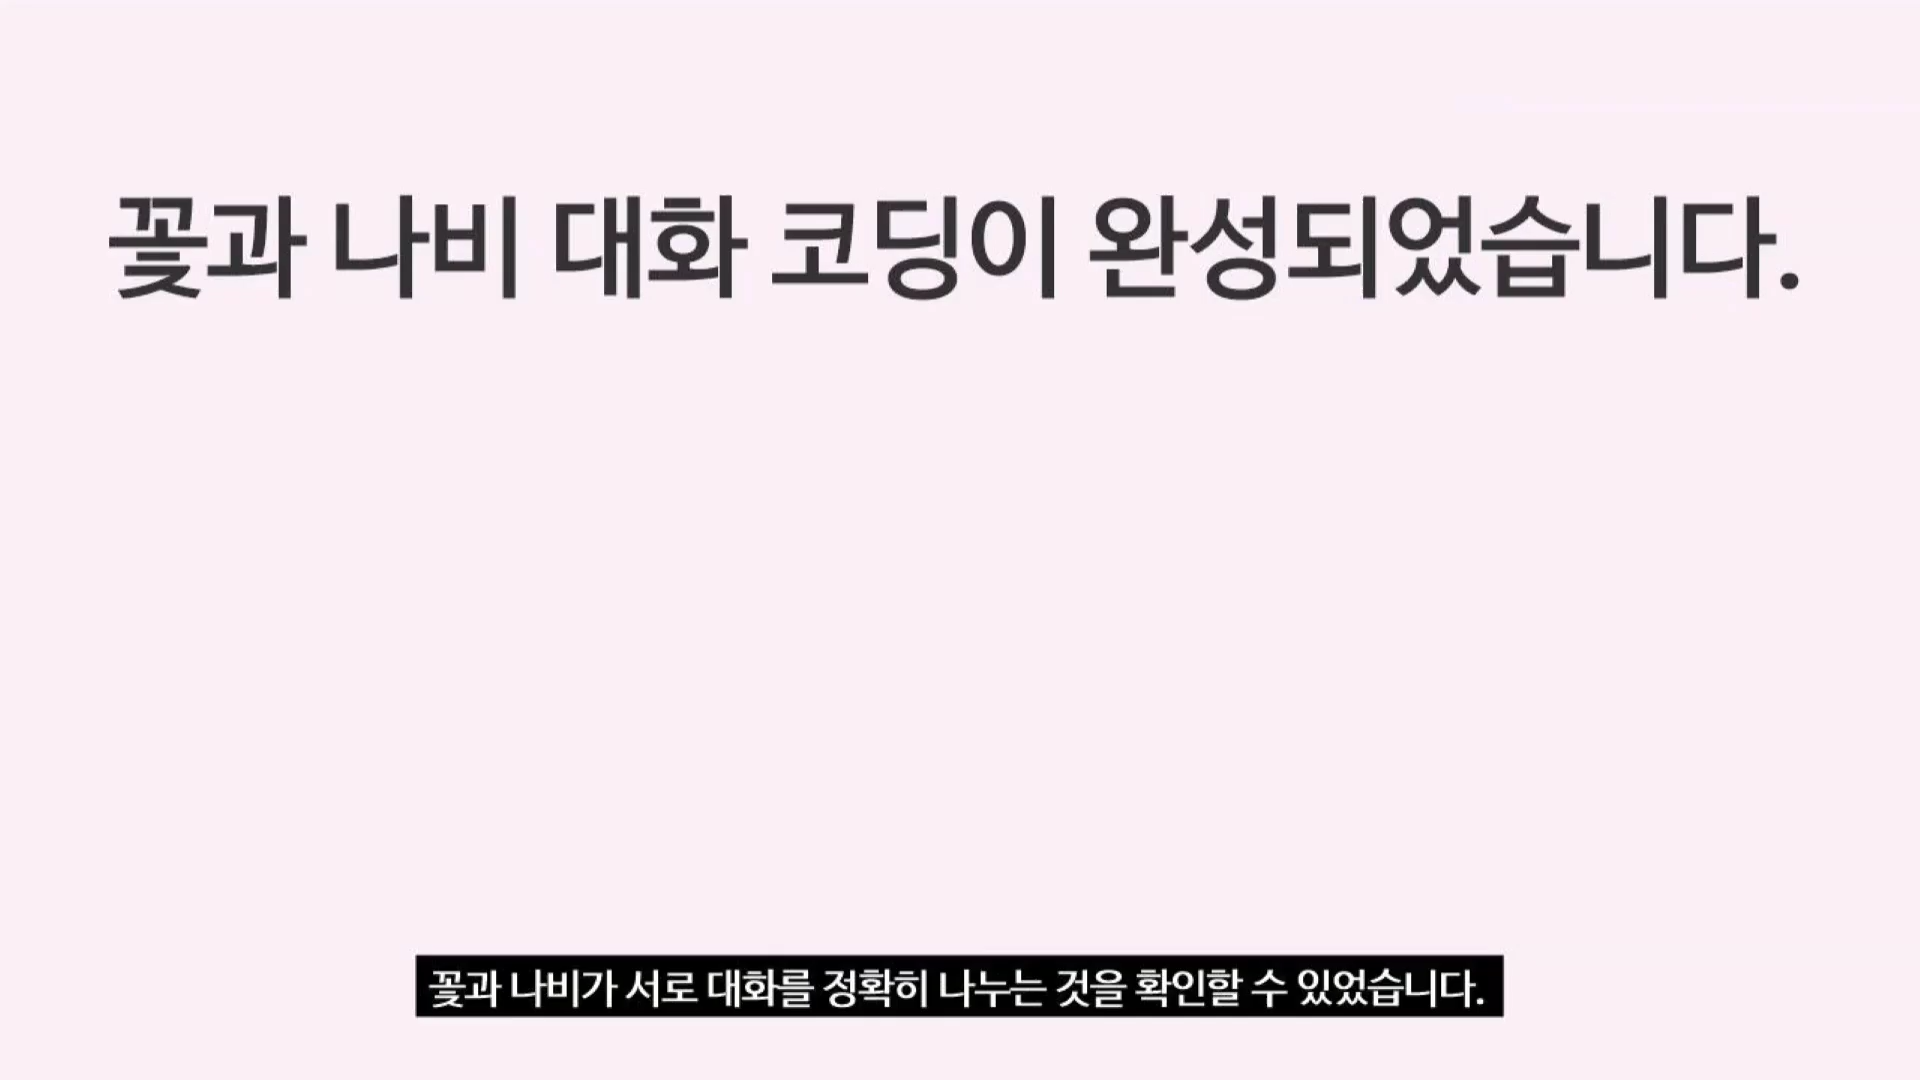 꽃과 나비 대화 코딩이 완성되었습니다.
꽃과 나비가 서로 대화를 정확히 나누는 것을 확인할 수 있었습니다.